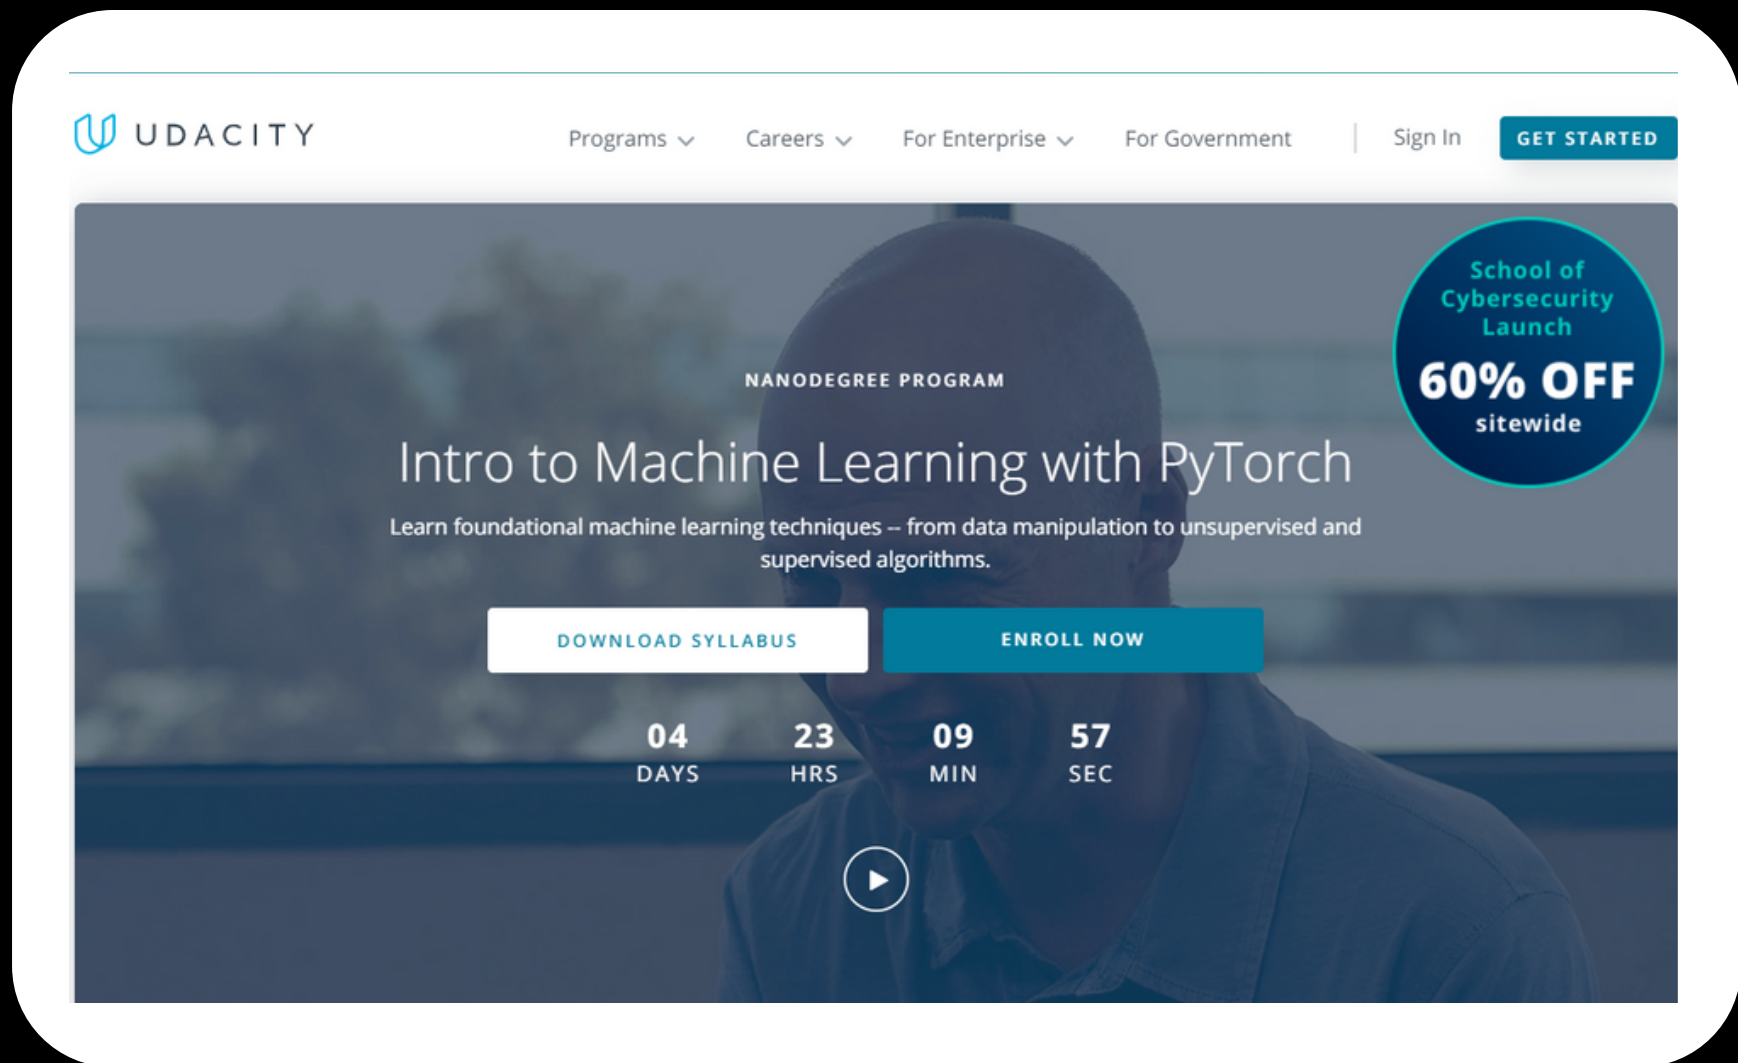 UDACITY
Programs
Careers
For Enterprise
For Government
Sign In
GET STARTED
School of
Cybersecurity
Launch
60% OFF
sitewide
NANODEGREE PROGRAM
Intro to Machine Learning with PyTorch
Learn foundational machine learning techniques -- from data manipulation to unsupervised and
supervised algorithms.
DOWNLOAD SYLLABUS
ENROLL NOW
04 23 09 57
DAYS HRS MIN SEC